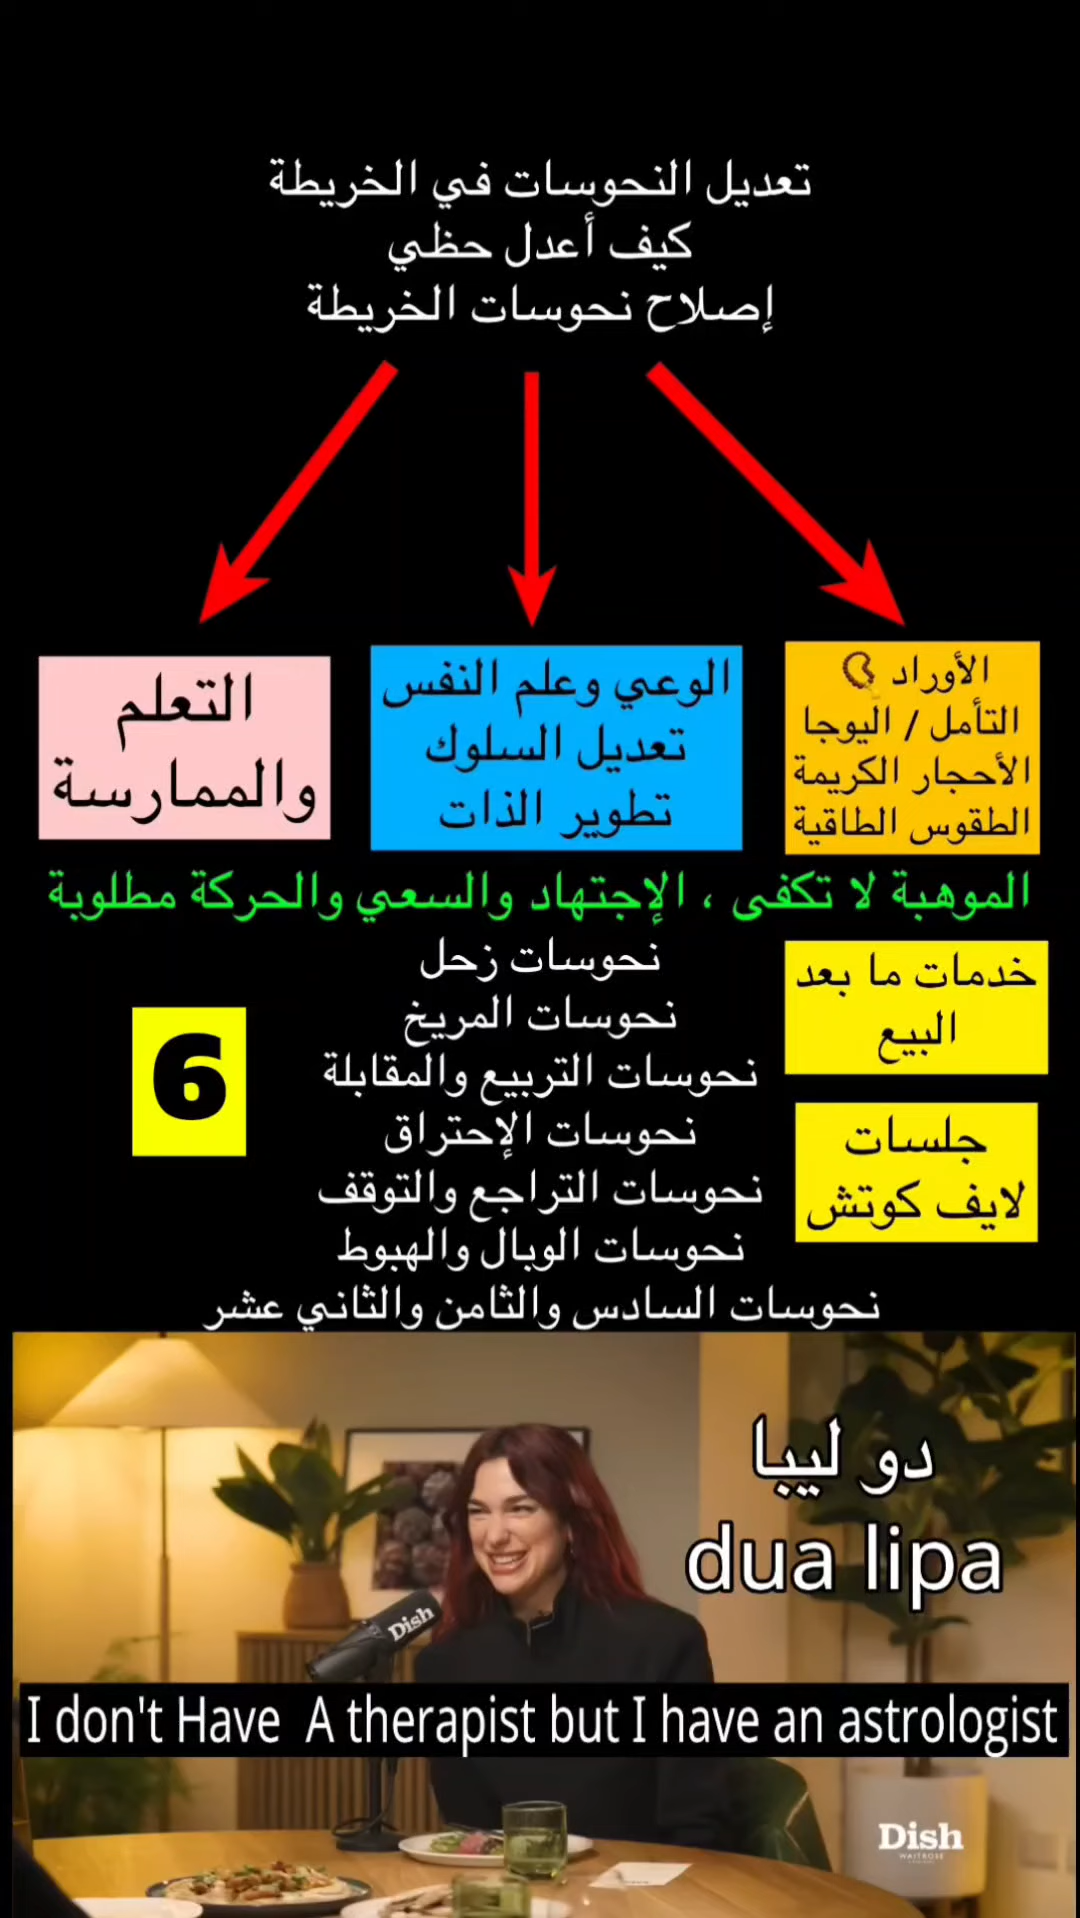 تعديل النحوسات في الخريطة
كيف أعدل حظي
إصلاح نحوسات الخريطة
الأوراد 📿
التأمل / اليوجا
الأحجار الكريمة
الطقوس الطاقية
الوعي وعلم النفس
تعديل السلوك
تطوير الذات
التعلم
والممارسة
الموهبة لا تكفى ، الإجتهاد والسعي والحركة مطلوبة
خدمات ما بعد
البيع
جلسات
لايف كوتش
نحوسات زحل
نحوسات المريخ
نحوسات التربيع والمقابلة
نحوسات الإحتراق
نحوسات التراجع والتوقف
نحوسات الوبال والهبوط
نحوسات السادس والثامن والثاني عشر
6
دو ليبا
dua lipa
Dish
I don't Have A therapist but I have an astrologist
Dish
WAITROSE